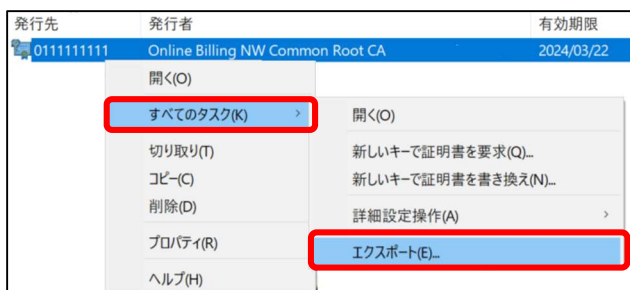 発行先 発行者 有効期限
0111111111 Online Billing NW Common Root CA 2024/03/22
開く(O)
すべてのタスク(K) >
切り取り(T)
コピー(C)
削除(D)
プロパティ(R)
ヘルプ(H)
開く(O)
新しいキーで証明書を要求(Q)...
新しいキーで証明書を書き換え(N)...
詳細設定操作(A) >
エクスポート(E)...